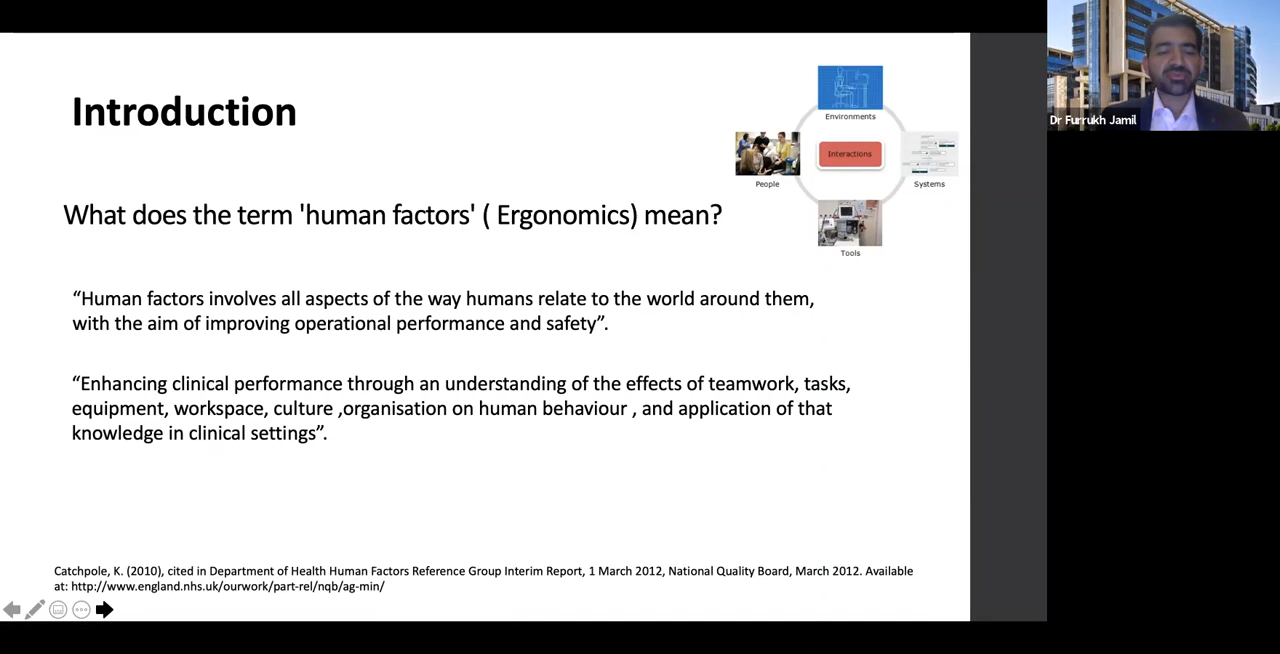 Introduction
Environments
Interactions
People
Systems
Tools
What does the term 'human factors' ( Ergonomics) mean?
“Human factors involves all aspects of the way humans relate to the world around them,
with the aim of improving operational performance and safety”.
“Enhancing clinical performance through an understanding of the effects of teamwork, tasks,
equipment, workspace, culture ,organisation on human behaviour , and application of that
knowledge in clinical settings”.
Catchpole, K. (2010), cited in Department of Health Human Factors Reference Group Interim Report, 1 March 2012, National Quality Board, March 2012. Available
at: http://www.england.nhs.uk/ourwork/part-rel/nqb/ag-min/
Dr Furrukh Jamil